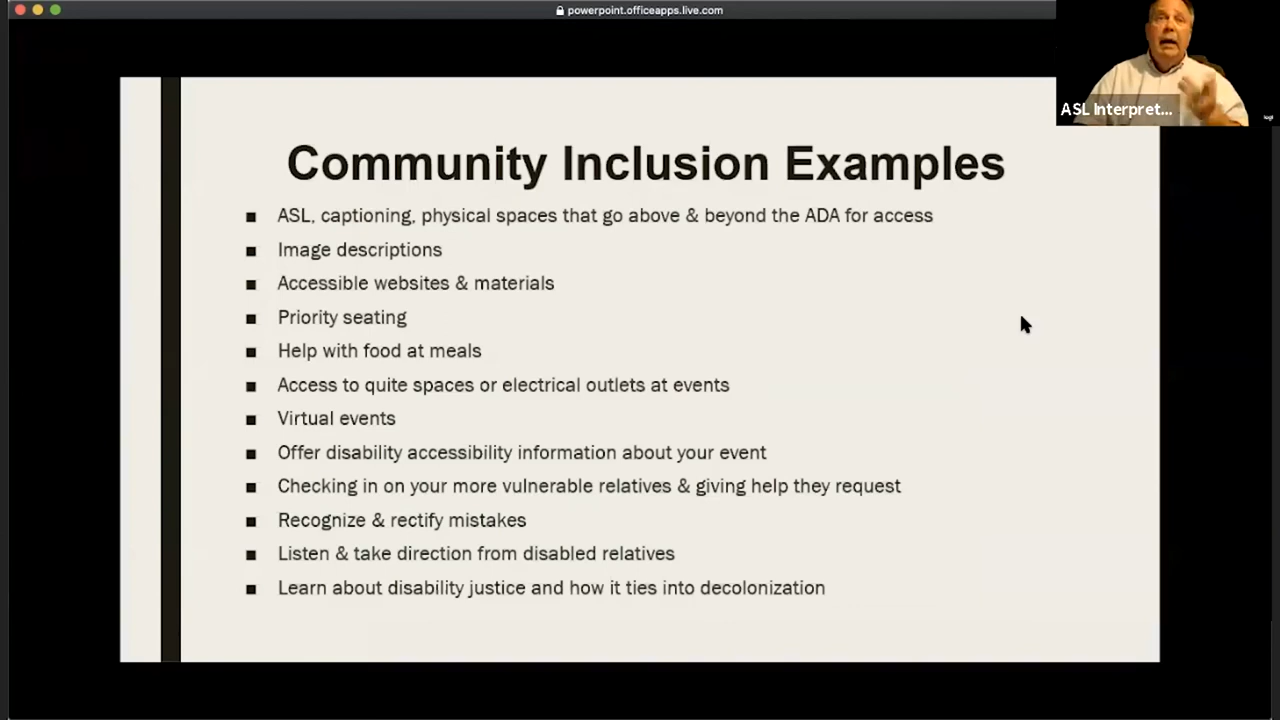 powerpoint.officeapps.live.com
ASL Interpret...
Community Inclusion Examples
ASL, captioning, physical spaces that go above & beyond the ADA for access
Image descriptions
Accessible websites & materials
Priority seating
Help with food at meals
Access to quite spaces or electrical outlets at events
Virtual events
Offer disability accessibility information about your event
Checking in on your more vulnerable relatives & giving help they request
Recognize & rectify mistakes
Listen & take direction from disabled relatives
Learn about disability justice and how it ties into decolonization